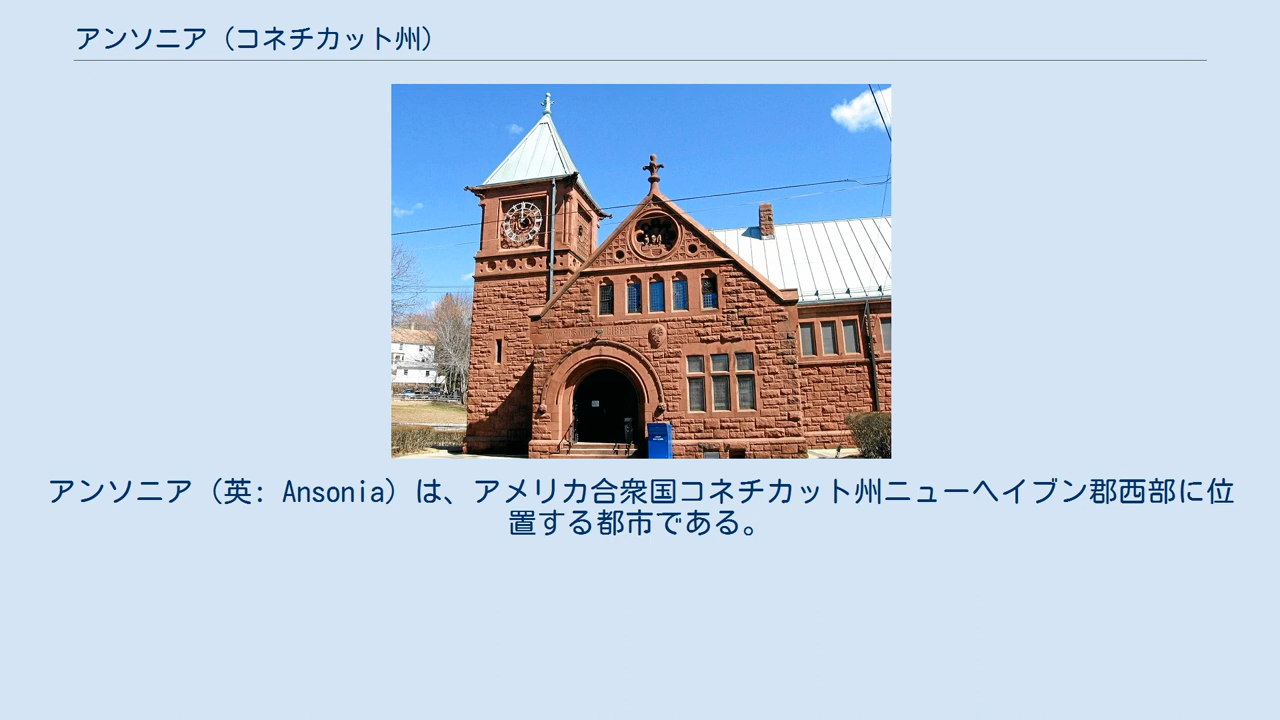 アンソニア（コネチカット州）
アンソニア（英: Ansonia）は、アメリカ合衆国コネチカット州ニューヘイブン郡西部に位
置する都市である。